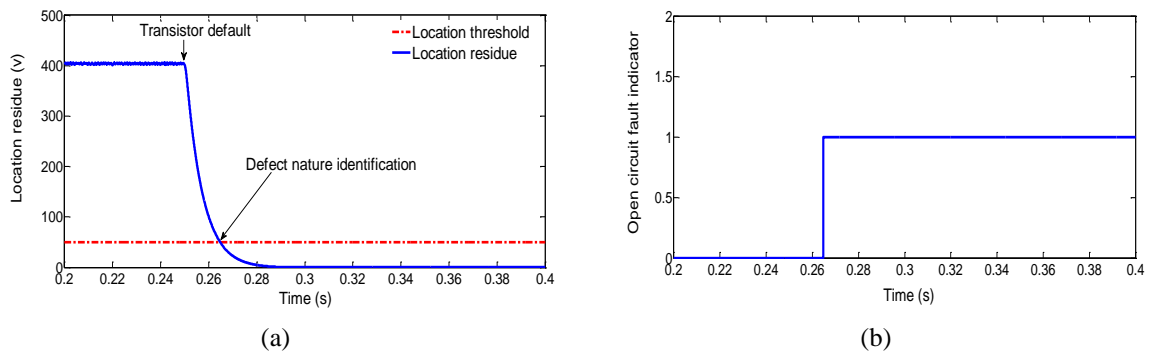 Location residue (v)
500
400
300
200
100
0
Transistor default
Location threshold
Location residue
Defect nature identification
0.2 0.22 0.24 0.26 0.28 0.3 0.32 0.34 0.36 0.38 0.4
Time (s)
(a)
Open circuit fault indicator
2
1.5
1
0.5
0
0.2 0.22 0.24 0.26 0.28 0.3 0.32 0.34 0.36 0.38 0.4
Time (s)
(b)